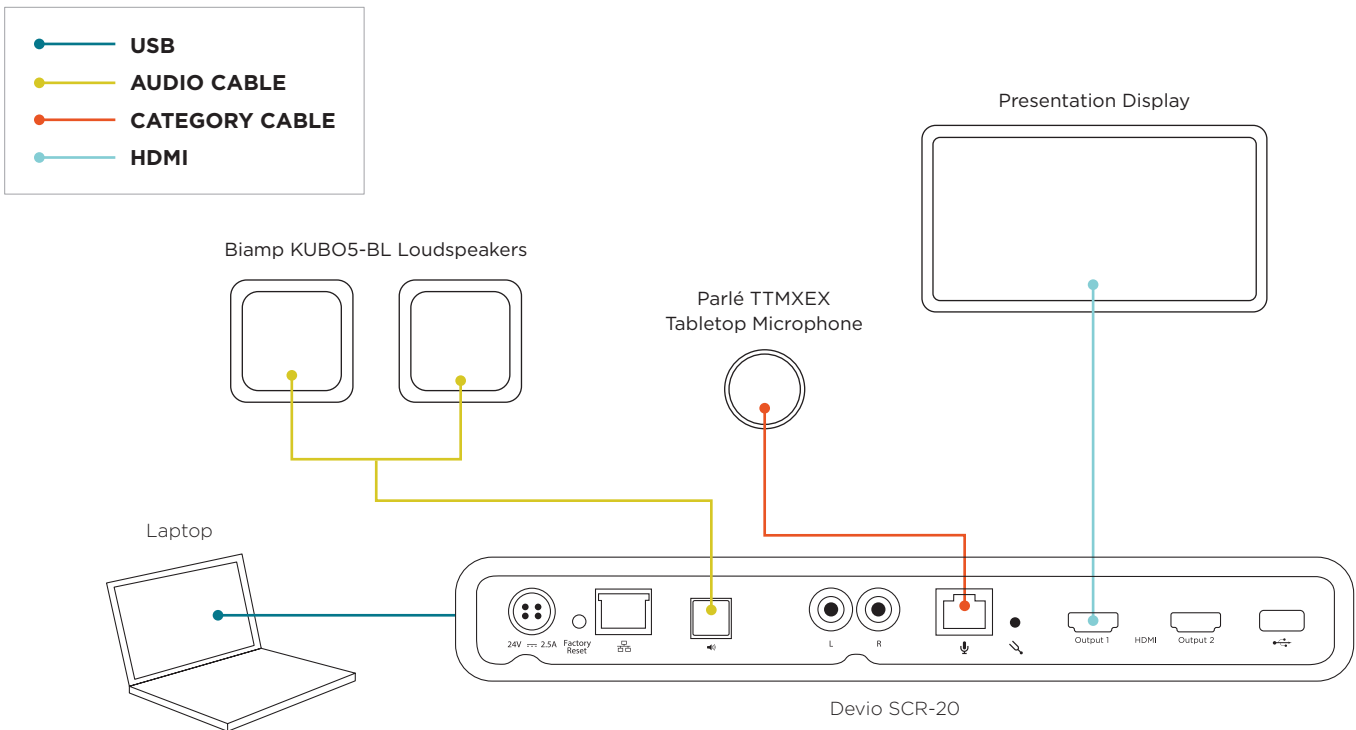 USB
AUDIO CABLE
CATEGORY CABLE
HDMI
Presentation Display
Biamp KUBO5-BL Loudspeakers
Parlé TTMXEX
Tabletop Microphone
Laptop
24V ⎓ 2.5A
Factory
Reset
L
R
Output 1
HDMI
Output 2
Devio SCR-20